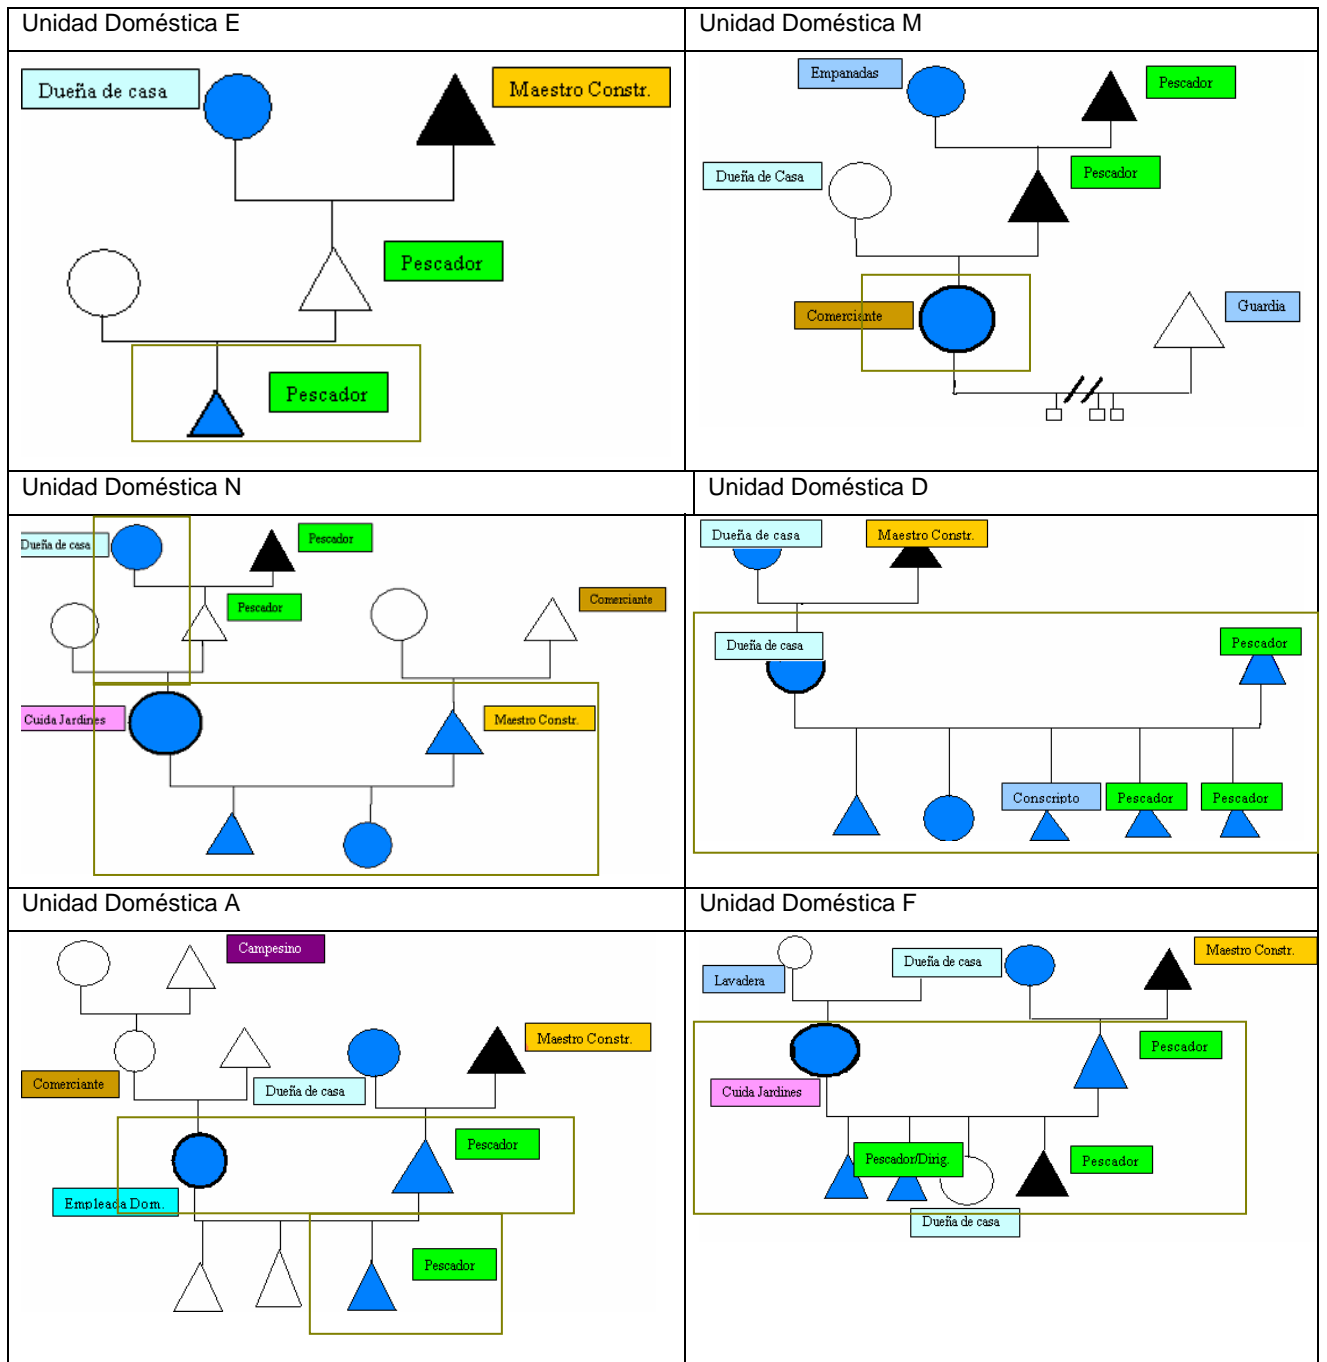 Unidad Doméstica E
Dueña de casa
Maestro Constr.
Pescador
Pescador
Unidad Doméstica M
Empanadas
Pescador
Dueña de Casa
Pescador
Comerciante
Guardia
Unidad Doméstica N
Dueña de casa
Pescador
Pescador
Comerciante
Cuida Jardines
Maestro Constr.
Unidad Doméstica D
Dueña de casa
Maestro Constr.
Dueña de casa
Pescador
Conscripto
Pescador
Pescador
Unidad Doméstica A
Campesino
Comerciante
Dueña de casa
Maestro Constr.
Pescador
Empleada Dom.
Pescador
Unidad Doméstica F
Lavadera
Dueña de casa
Maestro Constr.
Pescador
Cuida Jardines
Pescador/Dirig.
Pescador
Dueña de casa